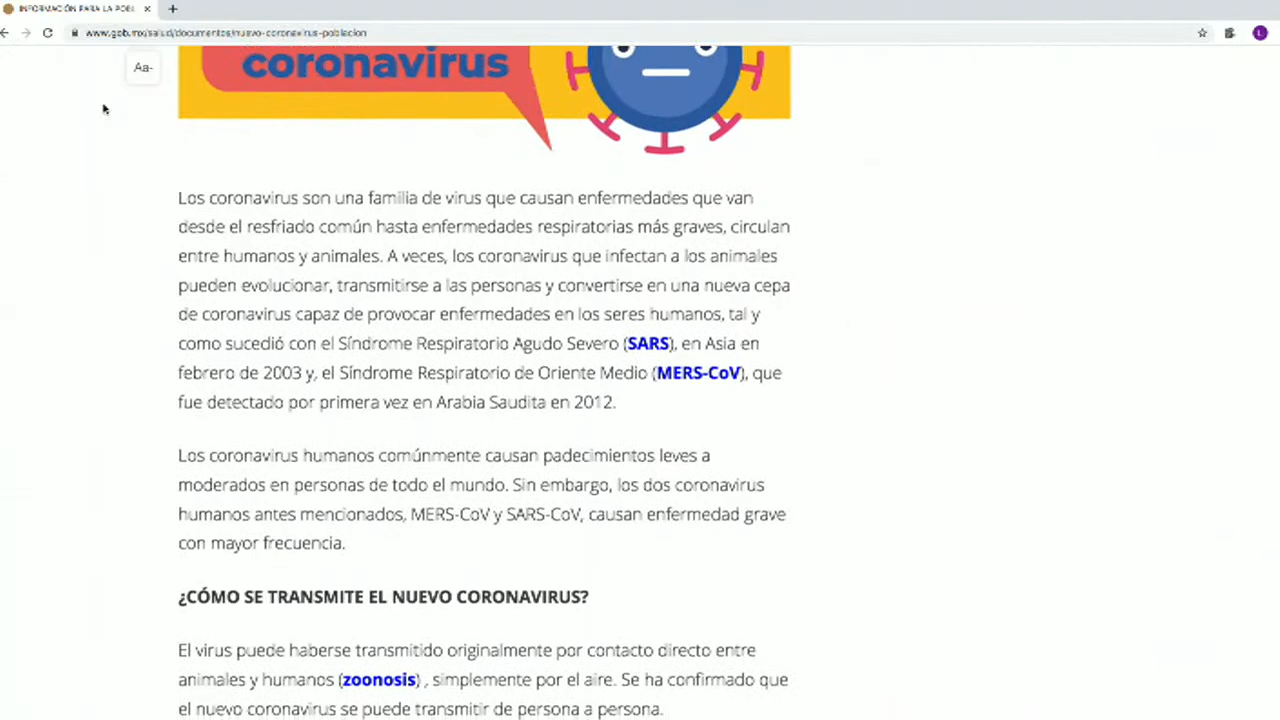 INFORMACIÓN PARA LA POBL
www.gob.mx/salud/documentos/nuevo-coronavirus-poblacion
L
Aa-
coronavirus
Los coronavirus son una familia de virus que causan enfermedades que van
desde el resfriado común hasta enfermedades respiratorias más graves, circulan
entre humanos y animales. A veces, los coronavirus que infectan a los animales
pueden evolucionar, transmitirse a las personas y convertirse en una nueva cepa
de coronavirus capaz de provocar enfermedades en los seres humanos, tal y
como sucedió con el Síndrome Respiratorio Agudo Severo (SARS), en Asia en
febrero de 2003 y, el Síndrome Respiratorio de Oriente Medio (MERS-CoV), que
fue detectado por primera vez en Arabia Saudita en 2012.
Los coronavirus humanos comúnmente causan padecimientos leves a
moderados en personas de todo el mundo. Sin embargo, los dos coronavirus
humanos antes mencionados, MERS-CoV y SARS-CoV, causan enfermedad grave
con mayor frecuencia.
¿CÓMO SE TRANSMITE EL NUEVO CORONAVIRUS?
El virus puede haberse transmitido originalmente por contacto directo entre
animales y humanos (zoonosis) , simplemente por el aire. Se ha confirmado que
el nuevo coronavirus se puede transmitir de persona a persona.